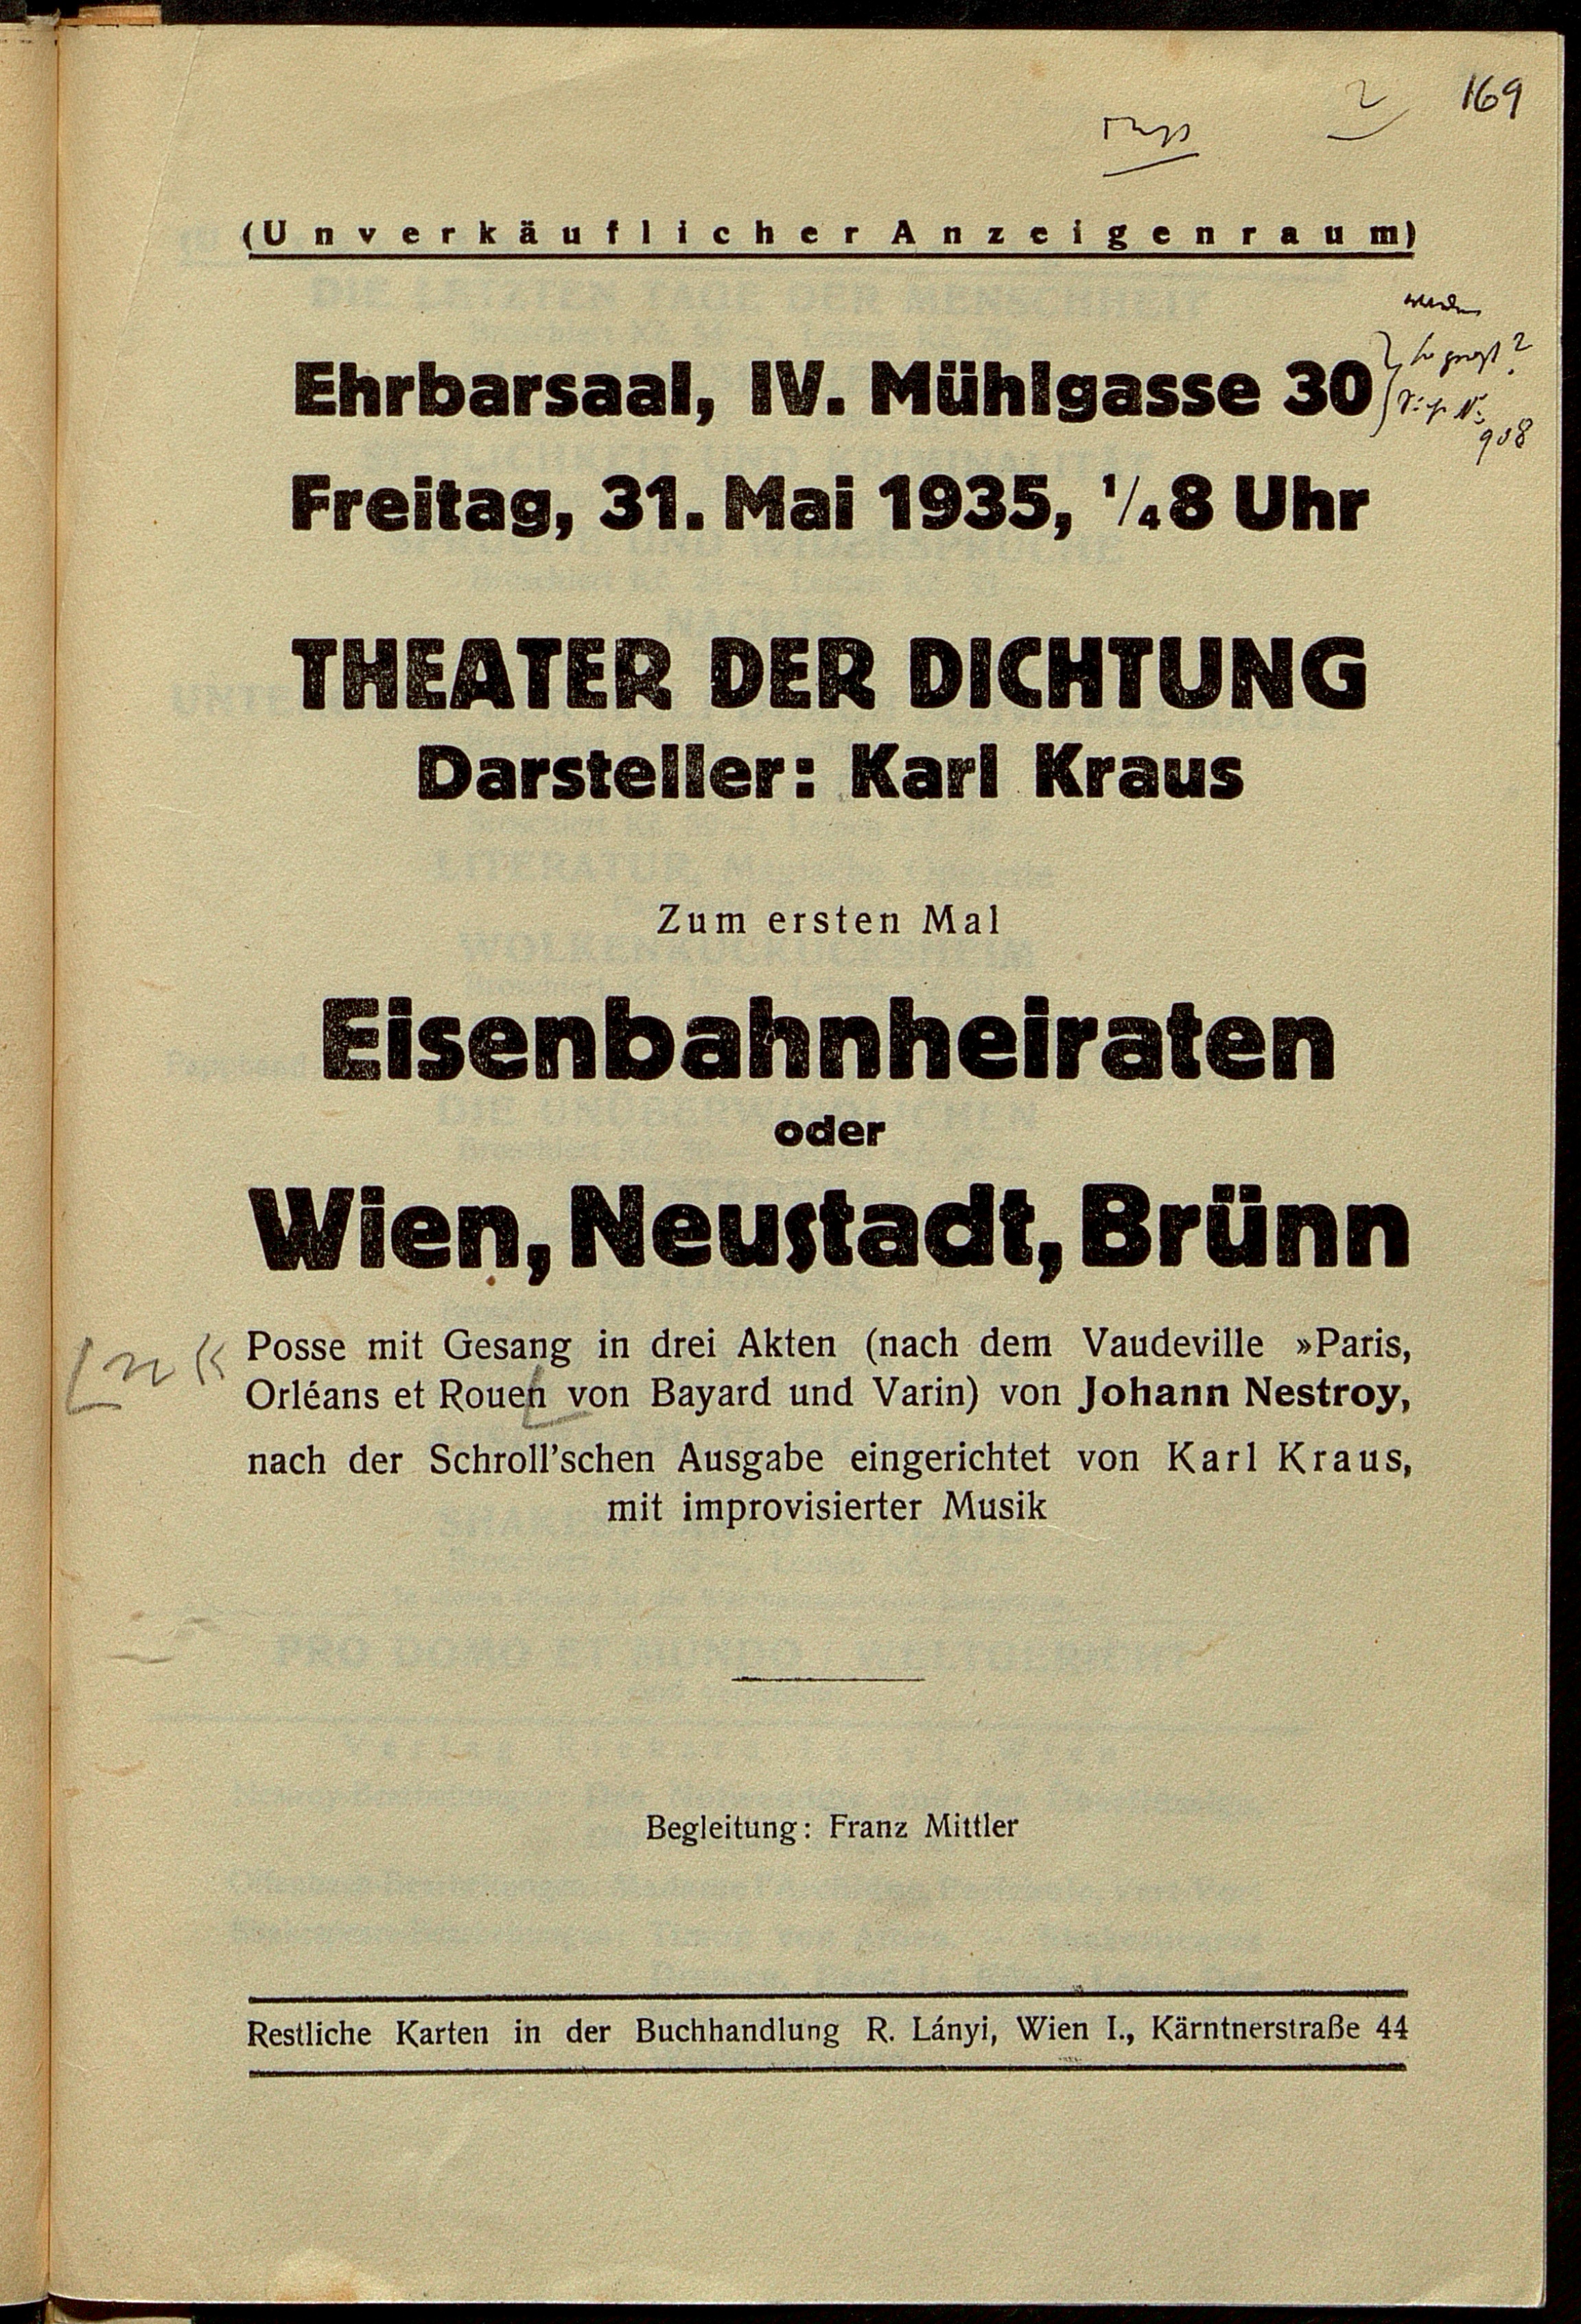 169
2
(Unverkäuflicher Anzeigenraum)
Ehrbarsaal, IV. Mühlgasse 30
908
Freitag, 31. Mai 1935, ¼8 Uhr
THEATER DER DICHTUNG
Darsteller: Karl Kraus
Zum ersten Mal
Eisenbahnheiraten
oder
Wien, Neustadt, Brünn
Posse mit Gesang in drei Akten (nach dem Vaudeville »Paris,
n«
Orléans et Rouen von Bayard und Varin) von Johann Nestroy,
nach der Schroll'schen Ausgabe eingerichtet von Karl Kraus,
mit improvisierter Musik
Begleitung: Franz Mittler
Restliche Karten in der Buchhandlung R. Lányi, Wien I., Kärntnerstraße 44